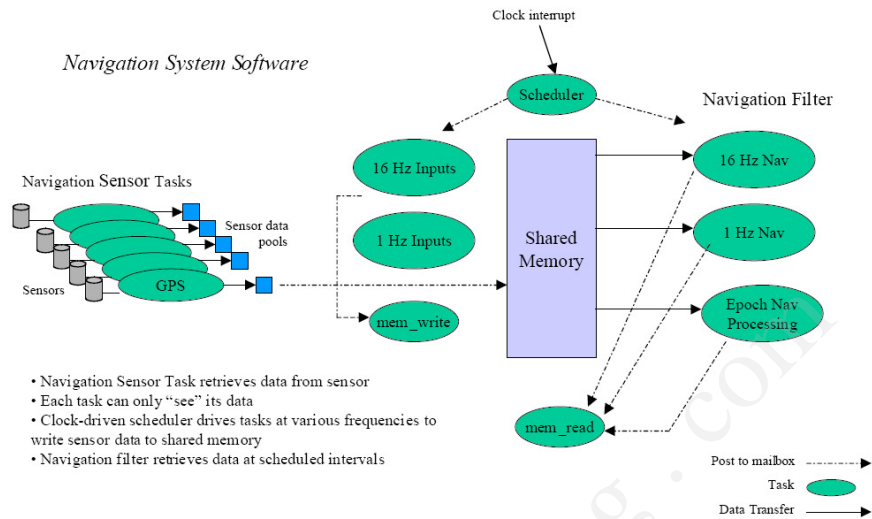 Clock interrupt
Navigation System Software
Scheduler
Navigation Filter
16 Hz Inputs
16 Hz Nav
Navigation Sensor Tasks
Sensor data
pools
1 Hz Inputs
Shared
Memory
1 Hz Nav
Sensors
GPS
mem_write
Epoch Nav
Processing
• Navigation Sensor Task retrieves data from sensor
• Each task can only “see” its data
• Clock-driven scheduler drives tasks at various frequencies to
write sensor data to shared memory
• Navigation filter retrieves data at scheduled intervals
mem_read
Post to mailbox
Task
Data Transfer
g . com